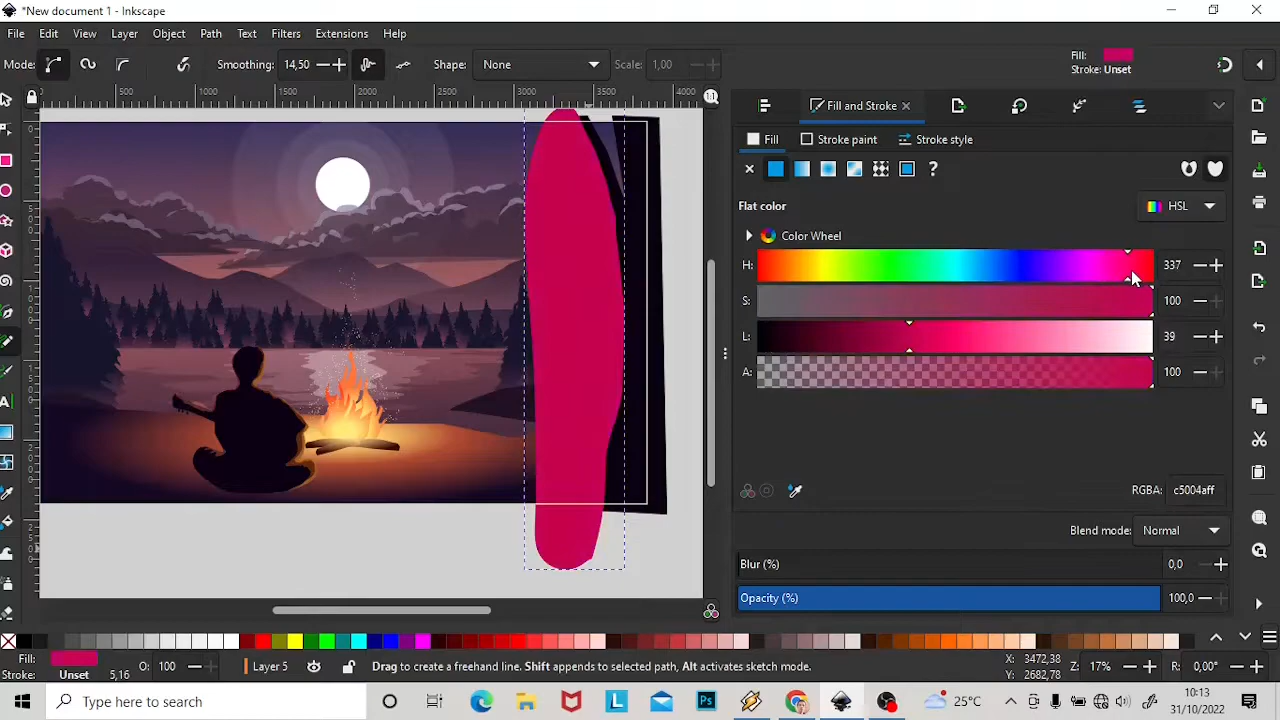 *New document 1 - Inkscape
File Edit View Layer Object Path Text Filters Extensions Help
Mode: Smoothing: 14,50 Shape: None Scale: 1,00
Fill:
Stroke: Unset
500 1000 1500 2000 2500 3000 3500 4000
1:1
Fill and Stroke
Fill Stroke paint Stroke style
?
Flat color HSL
Color Wheel
H: 337
S: 100
L: 39
A: 100
RGBA: c5004aff
Blend mode: Normal
Blur (%) 0,0
Opacity (%) 100,0
Fill:
Stroke: Unset 5,16
O: 100
Layer 5
Drag to create a freehand line. Shift appends to selected path, Alt activates sketch mode.
X: 3472,38
Y: 2682,78
Z: 17%
R: 0,00°
Type here to search
Ps
25°C
10:13
31/10/2022